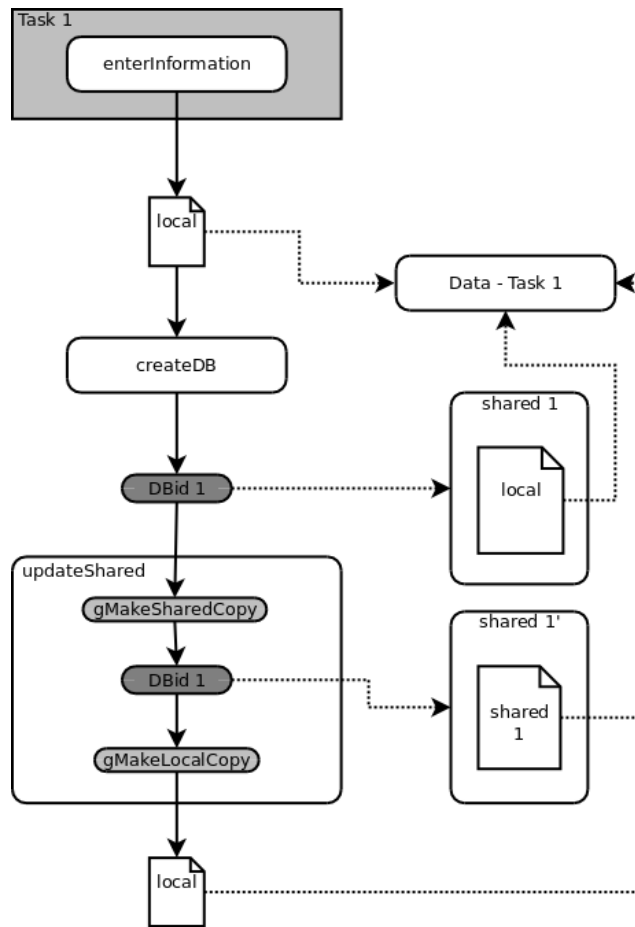 Task 1
enterInformation
local
Data - Task 1
createDB
shared 1
local
DBid 1
updateShared
gMakeSharedCopy
shared 1'
DBid 1
shared
1
gMakeLocalCopy
local